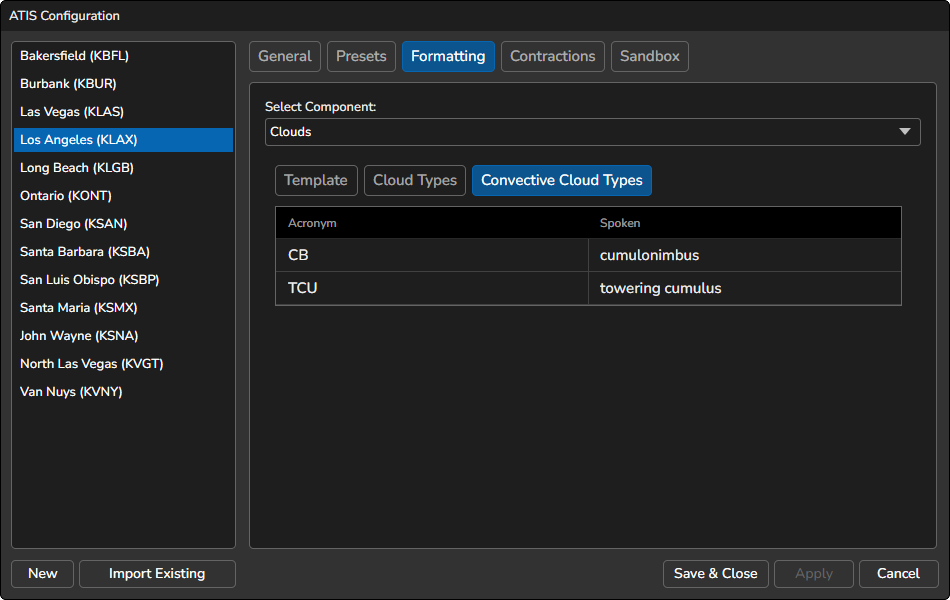 ATIS Configuration
Bakersfield (KBFL)
Burbank (KBUR)
Las Vegas (KLAS)
Los Angeles (KLAX)
Long Beach (KLGB)
Ontario (KONT)
San Diego (KSAN)
Santa Barbara (KSBA)
San Luis Obispo (KSBP)
Santa Maria (KSMX)
John Wayne (KSNA)
North Las Vegas (KVGT)
Van Nuys (KVNY)
New Import Existing
General Presets Formatting Contractions Sandbox
Select Component:
Clouds
Template Cloud Types Convective Cloud Types
Acronym Spoken
CB cumulonimbus
TCU towering cumulus
Save & Close Apply Cancel